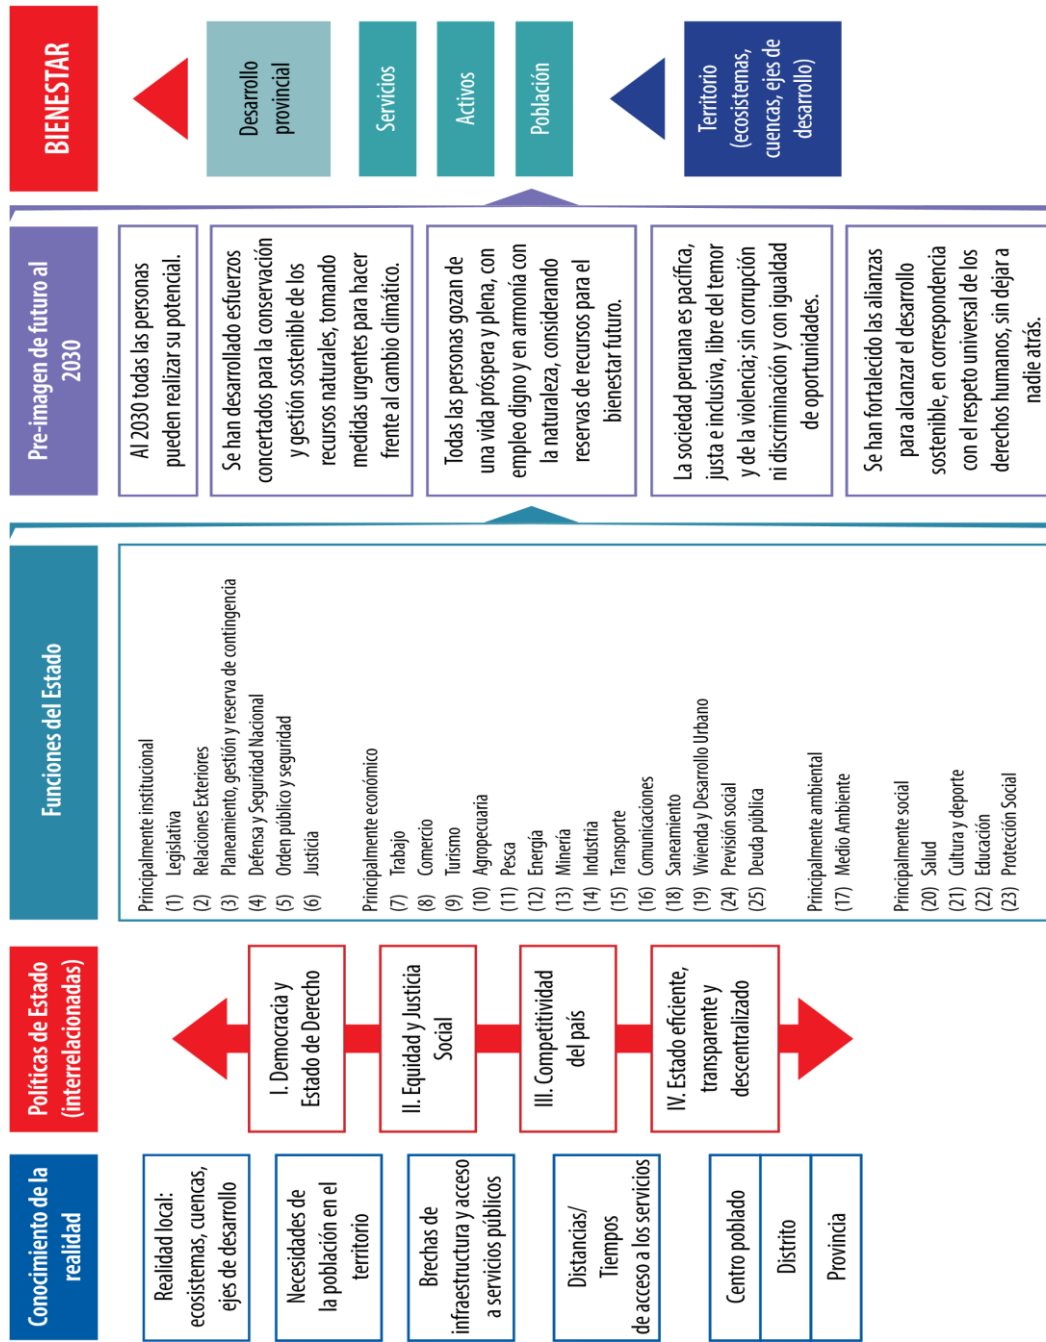 Conocimiento de la
realidad
Realidad local:
ecosistemas, cuencas,
ejes de desarrollo
Necesidades de
la población en el
territorio
Brechas de
infraestructura y acceso
a servicios públicos
Distancias/
Tiempos
de acceso a los servicios
Centro poblado
Distrito
Provincia
Políticas de Estado
(interrelacionadas)
I. Democracia y
Estado de Derecho
II. Equidad y Justicia
Social
III. Competitividad
del país
IV. Estado eficiente,
transparente y
descentralizado
Funciones del Estado
Principalmente institucional
(1) Legislativa
(2) Relaciones Exteriores
(3) Planeamiento, gestión y reserva de contingencia
(4) Defensa y Seguridad Nacional
(5) Orden público y seguridad
(6) Justicia
Principalmente económico
(7) Trabajo
(8) Comercio
(9) Turismo
(10) Agropecuaria
(11) Pesca
(12) Energía
(13) Minería
(14) Industria
(15) Transporte
(16) Comunicaciones
(18) Saneamiento
(19) Vivienda y Desarrollo Urbano
(24) Previsión social
(25) Deuda pública
Principalmente ambiental
(17) Medio Ambiente
Principalmente social
(20) Salud
(21) Cultura y deporte
(22) Educación
(23) Protección Social
Pre-imagen de futuro al
2030
Al 2030 todas las personas
pueden realizar su potencial.
Se han desarrollado esfuerzos
concertados para la conservación
y gestión sostenible de los
recursos naturales, tomando
medidas urgentes para hacer
frente al cambio climático.
Todas las personas gozan de
una vida próspera y plena, con
empleo digno y en armonía con
la naturaleza, considerando
reservas de recursos para el
bienestar futuro.
La sociedad peruana es pacífica,
justa e inclusiva, libre del temor
y de la violencia; sin corrupción
ni discriminación y con igualdad
de oportunidades.
Se han fortalecido las alianzas
para alcanzar el desarrollo
sostenible, en correspondencia
con el respeto universal de los
derechos humanos, sin dejar a
nadie atrás.
BIENESTAR
Desarrollo
provincial
Servicios
Activos
Población
Territorio
(ecosistemas,
cuencas, ejes de
desarrollo)